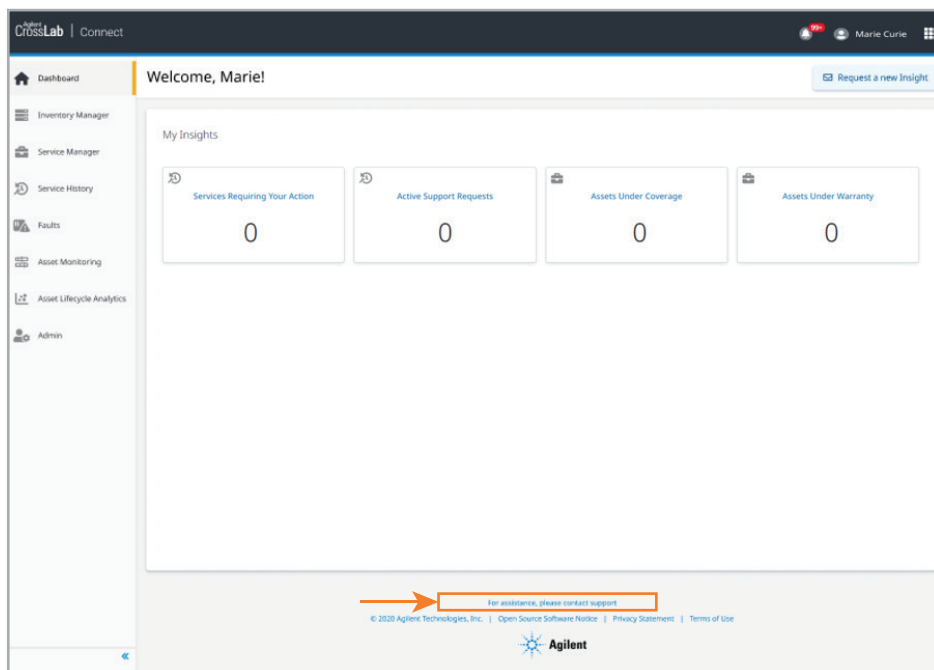 Agilent
CrossLab | Connect
99+
Marie Curie
Dashboard
Inventory Manager
Service Manager
Service History
Faults
Asset Monitoring
Asset Lifecycle Analytics
Admin
Welcome, Marie!
Request a new Insight
My Insights
Services Requiring Your Action
0
Active Support Requests
0
Assets Under Coverage
0
Assets Under Warranty
0
For assistance, please contact support
© 2020 Agilent Technologies, Inc. | Open Source Software Notice | Privacy Statement | Terms of Use
Agilent